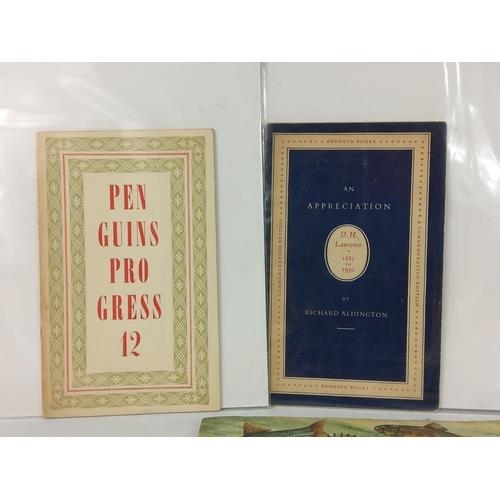 PEN
GUINS
PRO
GRESS
12
PENGUIN BOOKS
A COMMEMORATION EDITION
A COMMEMORATION EDITION
AN
APPRECIATION
D. H.
Lawrence
1885
TO
1930
BY
RICHARD ALDINGTON
PENGUIN BOOKS